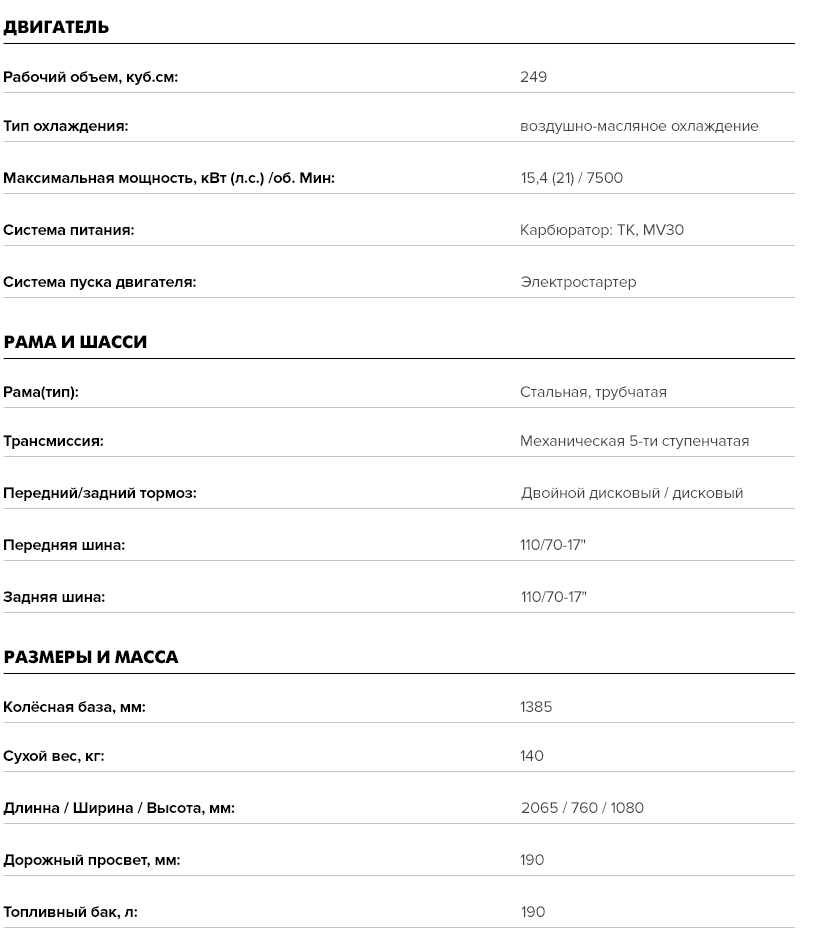 ДВИГАТЕЛЬ
Рабочий объем, куб.см: 249
Тип охлаждения: воздушно-масляное охлаждение
Максимальная мощность, кВт (л.с.) /об. Мин: 15,4 (21) / 7500
Система питания: Карбюратор: TK, MV30
Система пуска двигателя: Электростартер
РАМА И ШАССИ
Рама(тип): Стальная, трубчатая
Трансмиссия: Механическая 5-ти ступенчатая
Передний/задний тормоз: Двойной дисковый / дисковый
Передняя шина: 110/70-17"
Задняя шина: 110/70-17"
РАЗМЕРЫ И МАССА
Колёсная база, мм: 1385
Сухой вес, кг: 140
Длинна / Ширина / Высота, мм: 2065 / 760 / 1080
Дорожный просвет, мм: 190
Топливный бак, л: 190